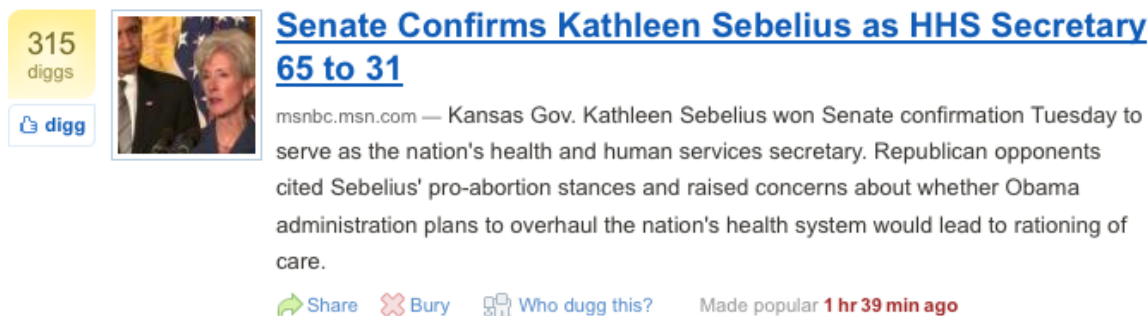 315
diggs
digg
Senate Confirms Kathleen Sebelius as HHS Secretary
65 to 31
msnbc.msn.com — Kansas Gov. Kathleen Sebelius won Senate confirmation Tuesday to
serve as the nation's health and human services secretary. Republican opponents
cited Sebelius' pro-abortion stances and raised concerns about whether Obama
administration plans to overhaul the nation's health system would lead to rationing of
care.
Share Bury Who dugg this? Made popular 1 hr 39 min ago